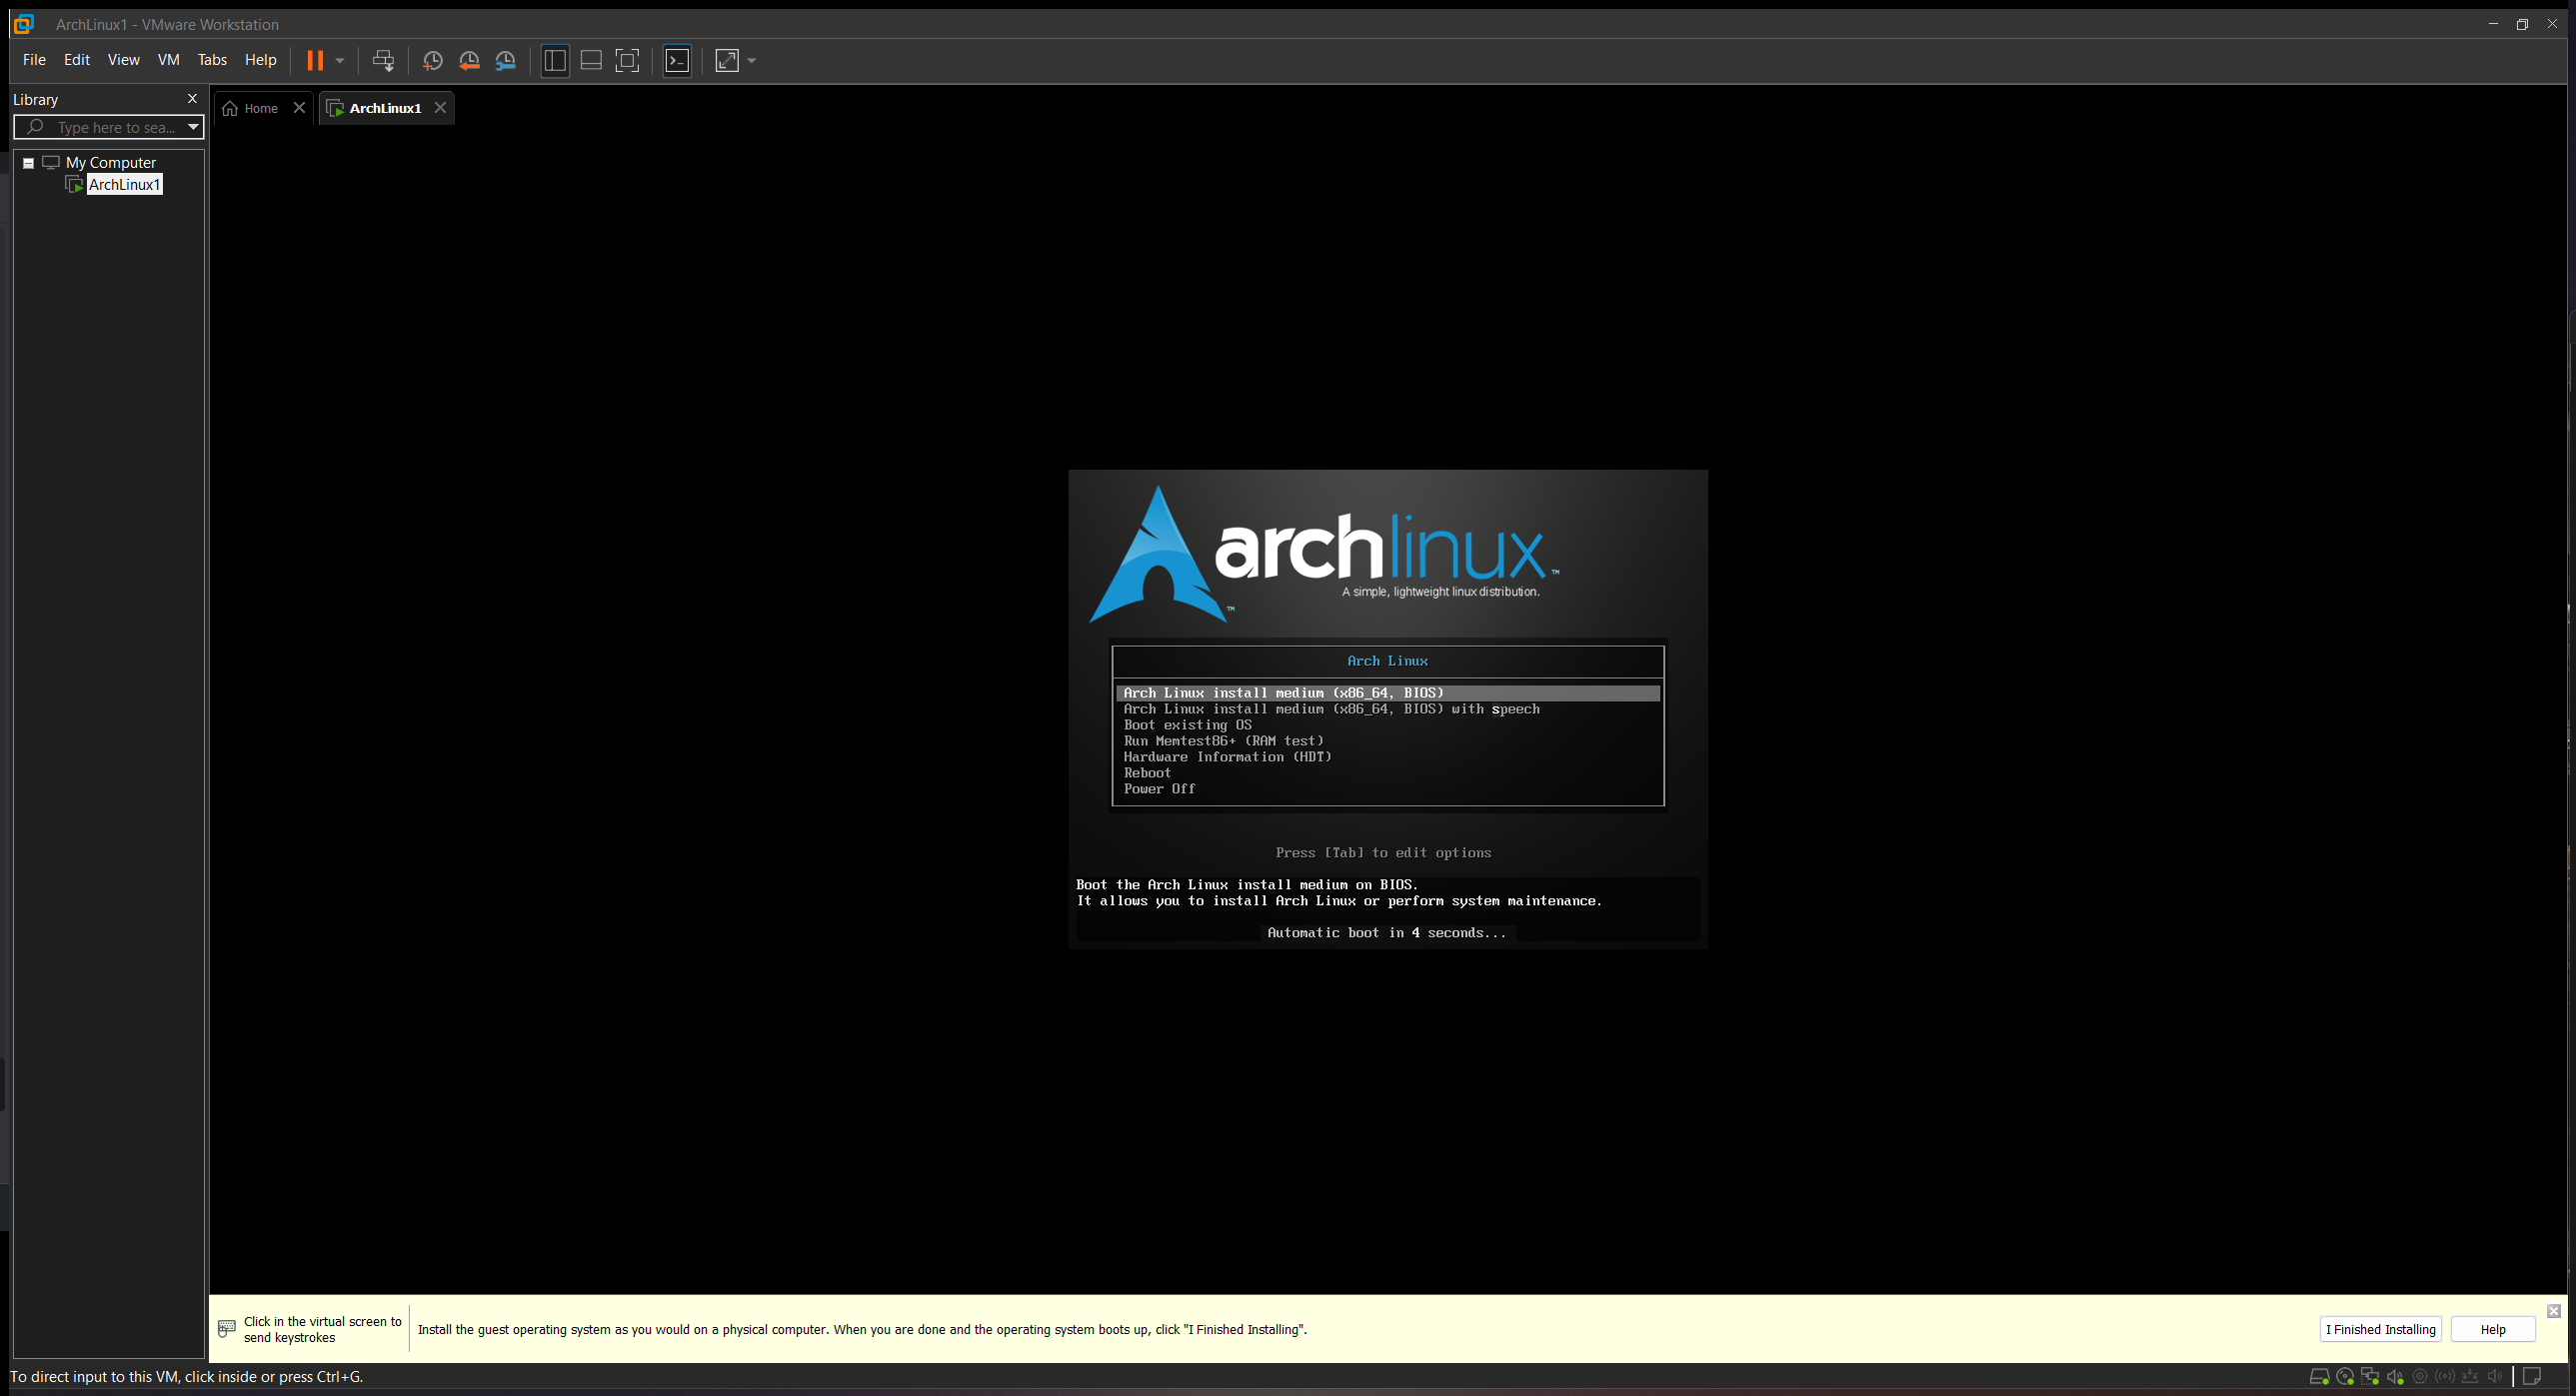 ArchLinux1 - VMware Workstation
File Edit View VM Tabs Help
Library
Type here to sea...
My Computer
ArchLinux1
Home
ArchLinux1
archlinux™
A simple, lightweight linux distribution.
™
Arch Linux
Arch Linux install medium (x86_64, BIOS)
Arch Linux install medium (x86_64, BIOS) with speech
Boot existing OS
Run Memtest86+ (RAM test)
Hardware Information (HDT)
Reboot
Power Off
Press [Tab] to edit options
Boot the Arch Linux install medium on BIOS.
It allows you to install Arch Linux or perform system maintenance.
Automatic boot in 4 seconds...
Click in the virtual screen to
send keystrokes
Install the guest operating system as you would on a physical computer. When you are done and the operating system boots up, click "I Finished Installing".
I Finished Installing
Help
To direct input to this VM, click inside or press Ctrl+G.